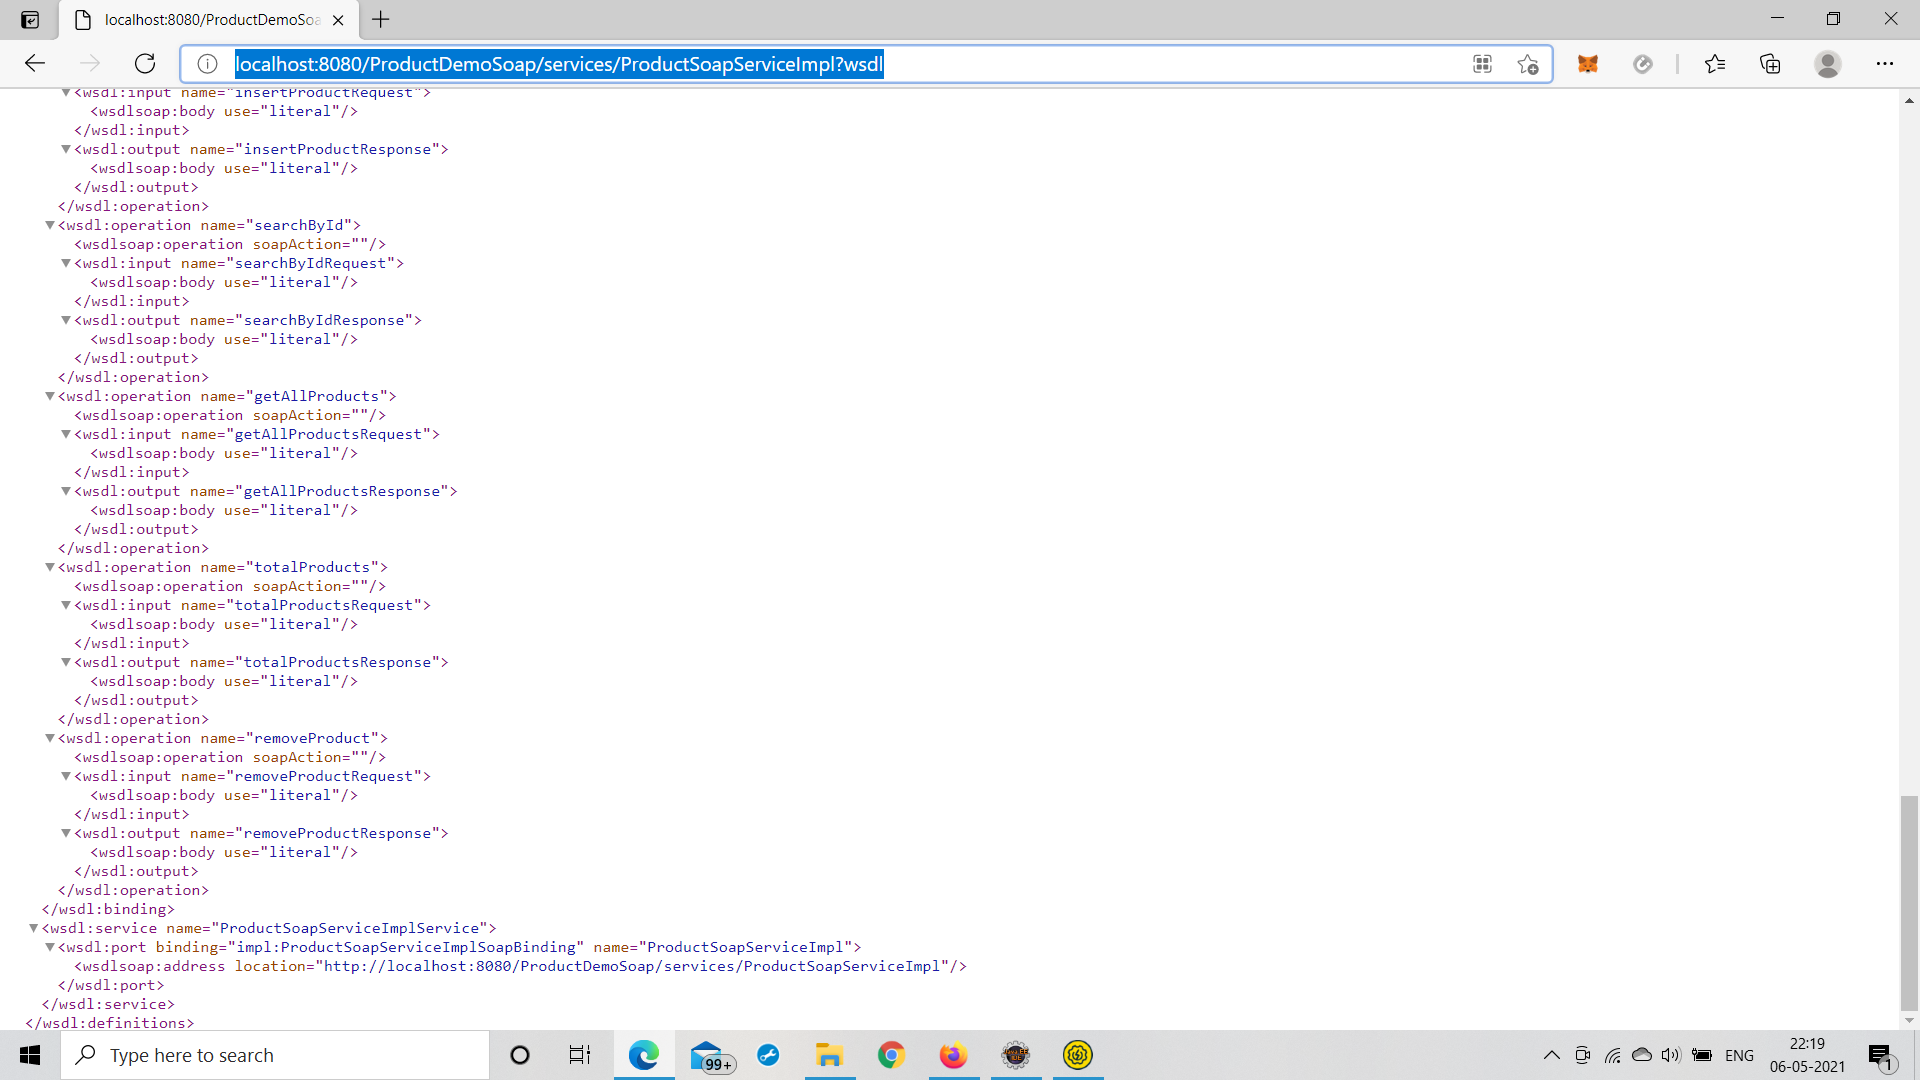 localhost:8080/ProductDemoSoa
localhost:8080/ProductDemoSoap/services/ProductSoapServiceImpl?wsdl
<wsdl:input name="insertProductRequest">
<wsdlsoap:body use="literal"/>
</wsdl:input>
<wsdl:output name="insertProductResponse">
<wsdlsoap:body use="literal"/>
</wsdl:output>
</wsdl:operation>
<wsdl:operation name="searchById">
<wsdlsoap:operation soapAction=""/>
<wsdl:input name="searchByIdRequest">
<wsdlsoap:body use="literal"/>
</wsdl:input>
<wsdl:output name="searchByIdResponse">
<wsdlsoap:body use="literal"/>
</wsdl:output>
</wsdl:operation>
<wsdl:operation name="getAllProducts">
<wsdlsoap:operation soapAction=""/>
<wsdl:input name="getAllProductsRequest">
<wsdlsoap:body use="literal"/>
</wsdl:input>
<wsdl:output name="getAllProductsResponse">
<wsdlsoap:body use="literal"/>
</wsdl:output>
</wsdl:operation>
<wsdl:operation name="totalProducts">
<wsdlsoap:operation soapAction=""/>
<wsdl:input name="totalProductsRequest">
<wsdlsoap:body use="literal"/>
</wsdl:input>
<wsdl:output name="totalProductsResponse">
<wsdlsoap:body use="literal"/>
</wsdl:output>
</wsdl:operation>
<wsdl:operation name="removeProduct">
<wsdlsoap:operation soapAction=""/>
<wsdl:input name="removeProductRequest">
<wsdlsoap:body use="literal"/>
</wsdl:input>
<wsdl:output name="removeProductResponse">
<wsdlsoap:body use="literal"/>
</wsdl:output>
</wsdl:operation>
</wsdl:binding>
<wsdl:service name="ProductSoapServiceImplService">
<wsdl:port binding="impl:ProductSoapServiceImplSoapBinding" name="ProductSoapServiceImpl">
<wsdlsoap:address location="http://localhost:8080/ProductDemoSoap/services/ProductSoapServiceImpl"/>
</wsdl:port>
</wsdl:service>
</wsdl:definitions>
Type here to search
99+
ENG
22:19
06-05-2021
1